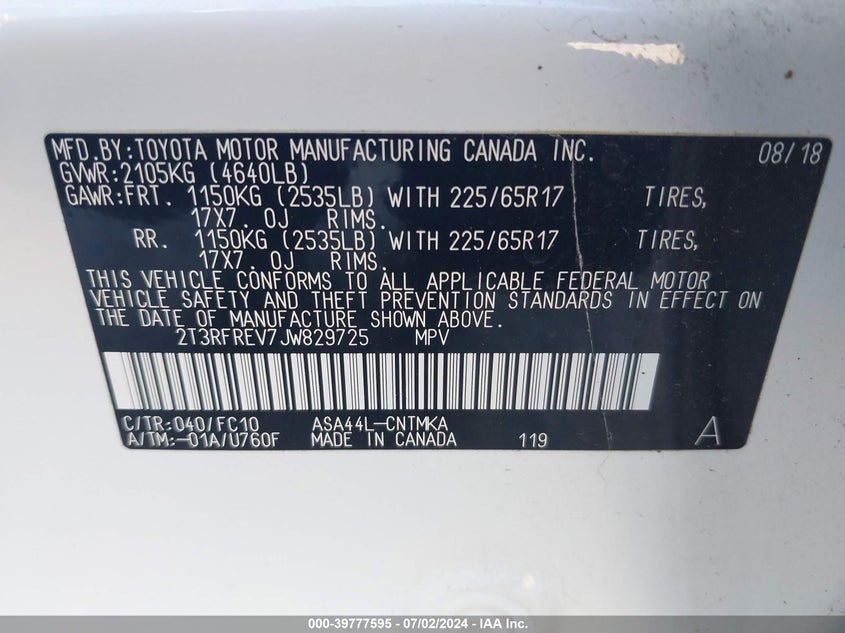 MFD.BY:TOYOTA MOTOR MANUFACTURING CANADA INC. 08/18
GVWR:2105KG (4640LB)
GAWR:FRT. 1150KG (2535LB) WITH 225/65R17 TIRES,
17X7. OJ RIMS.
RR. 1150KG (2535LB) WITH 225/65R17 TIRES,
17X7. OJ RIMS.
THIS VEHICLE CONFORMS TO ALL APPLICABLE FEDERAL MOTOR
VEHICLE SAFETY AND THEFT PREVENTION STANDARDS IN EFFECT ON
THE DATE OF MANUFACTURE SHOWN ABOVE.
2T3RFREV7JW829725 MPV
C/TR:040/FC10 ASA44L-CNTMKA
A/TM:-01A/U760F MADE IN CANADA 119 A
000-39777595 - 07/02/2024 - IAA Inc.